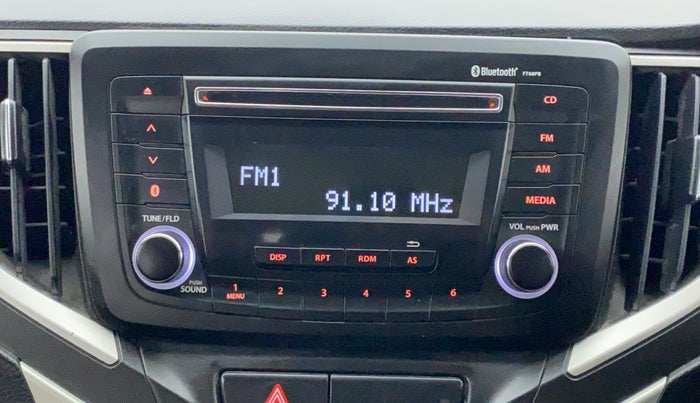 Bluetooth® FT66PB
CD
FM
AM
MEDIA
FM1
91.10 MHz
TUNE/FLD
PUSH SOUND
VOL PUSH PWR
DISP RPT RDM AS
1 2 3 4 5 6
MENU